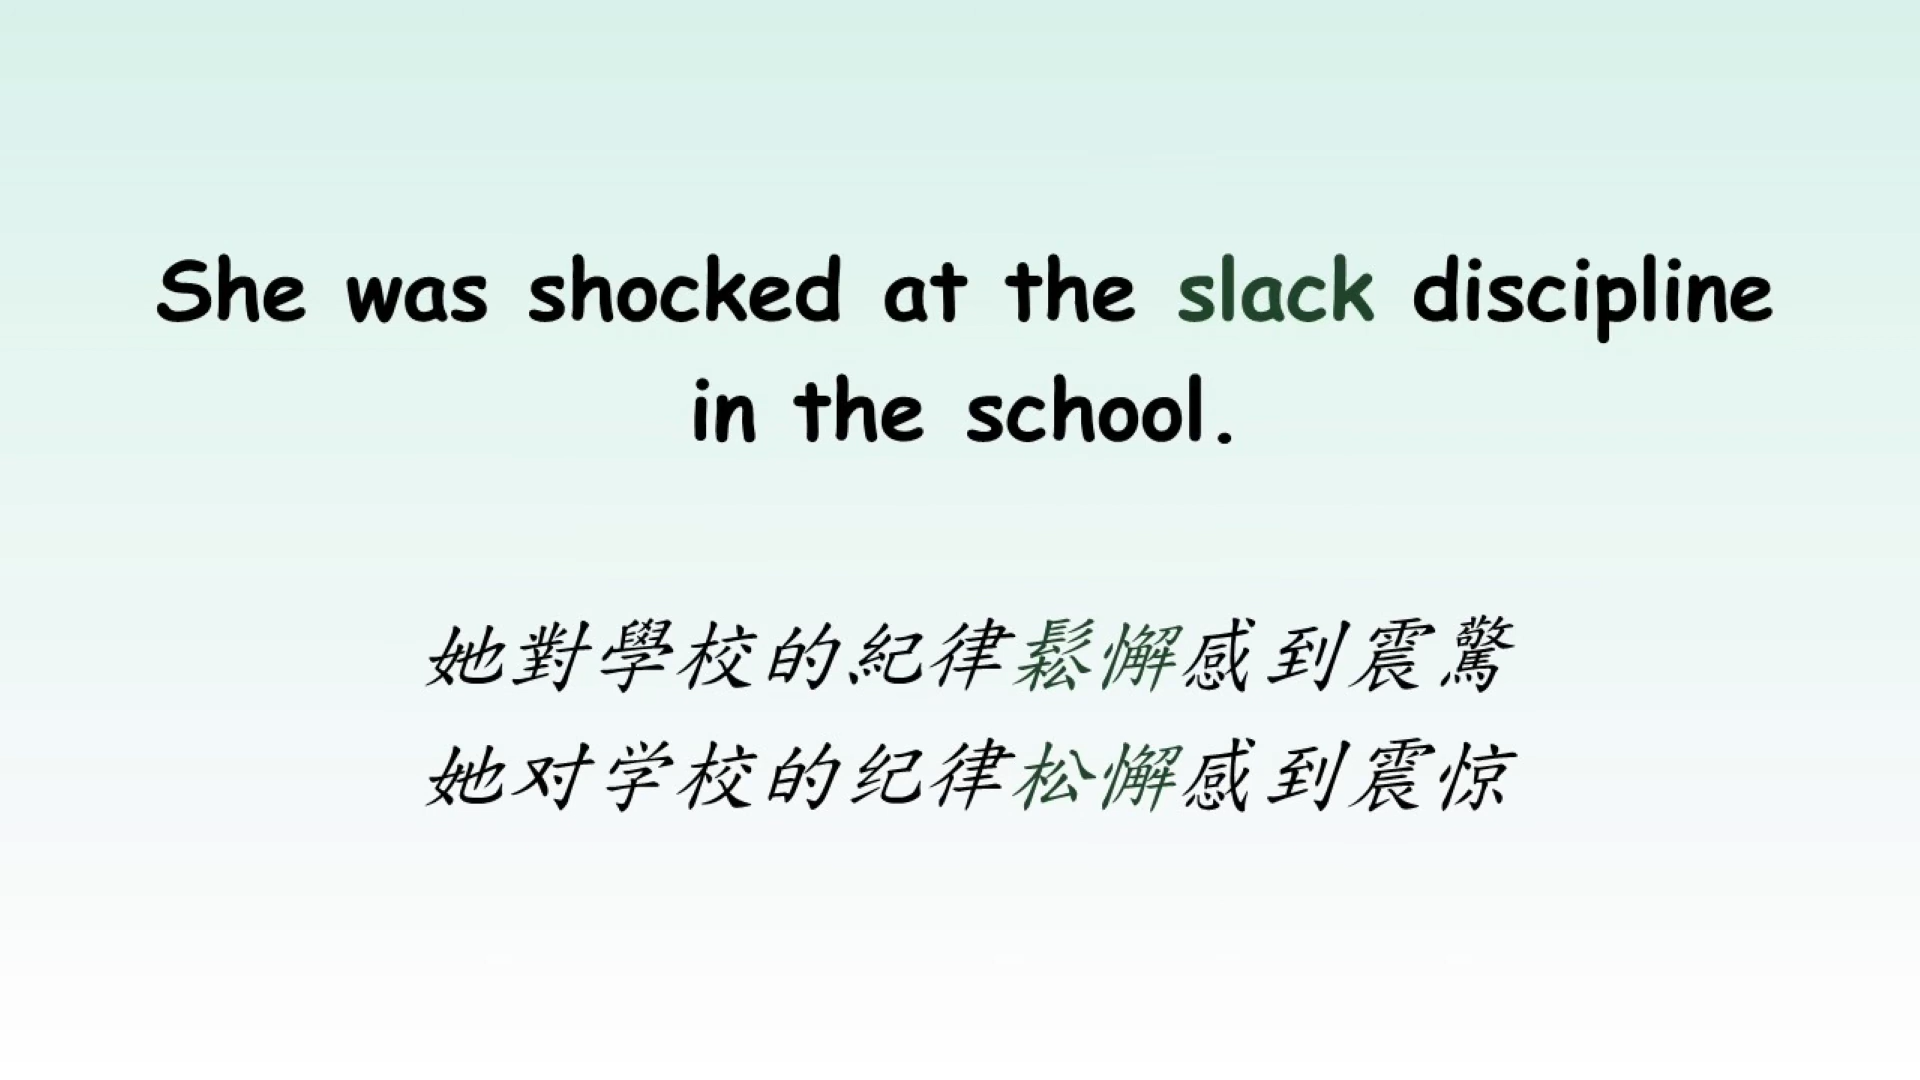 She was shocked at the slack discipline
in the school.
她對學校的紀律鬆懈感到震驚
她对学校的纪律松懈感到震惊